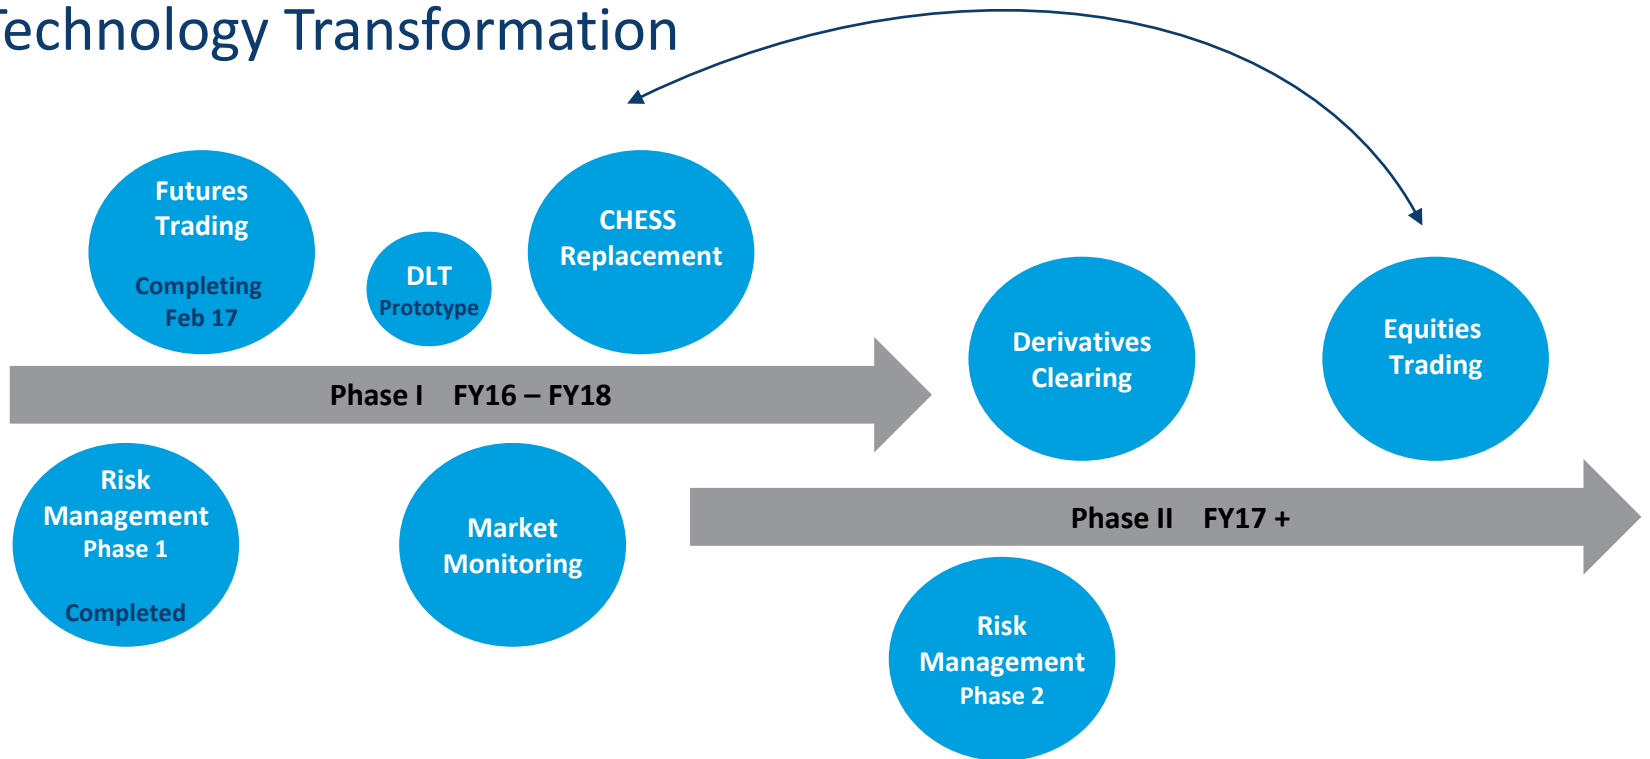 Technology Transformation
Futures
Trading
Completing
Feb 17
DLT
Prototype
CHESS
Replacement
Derivatives
Clearing
Equities
Trading
Phase I FY16 – FY18
Risk
Management
Phase 1
Completed
Market
Monitoring
Phase II FY17 +
Risk
Management
Phase 2